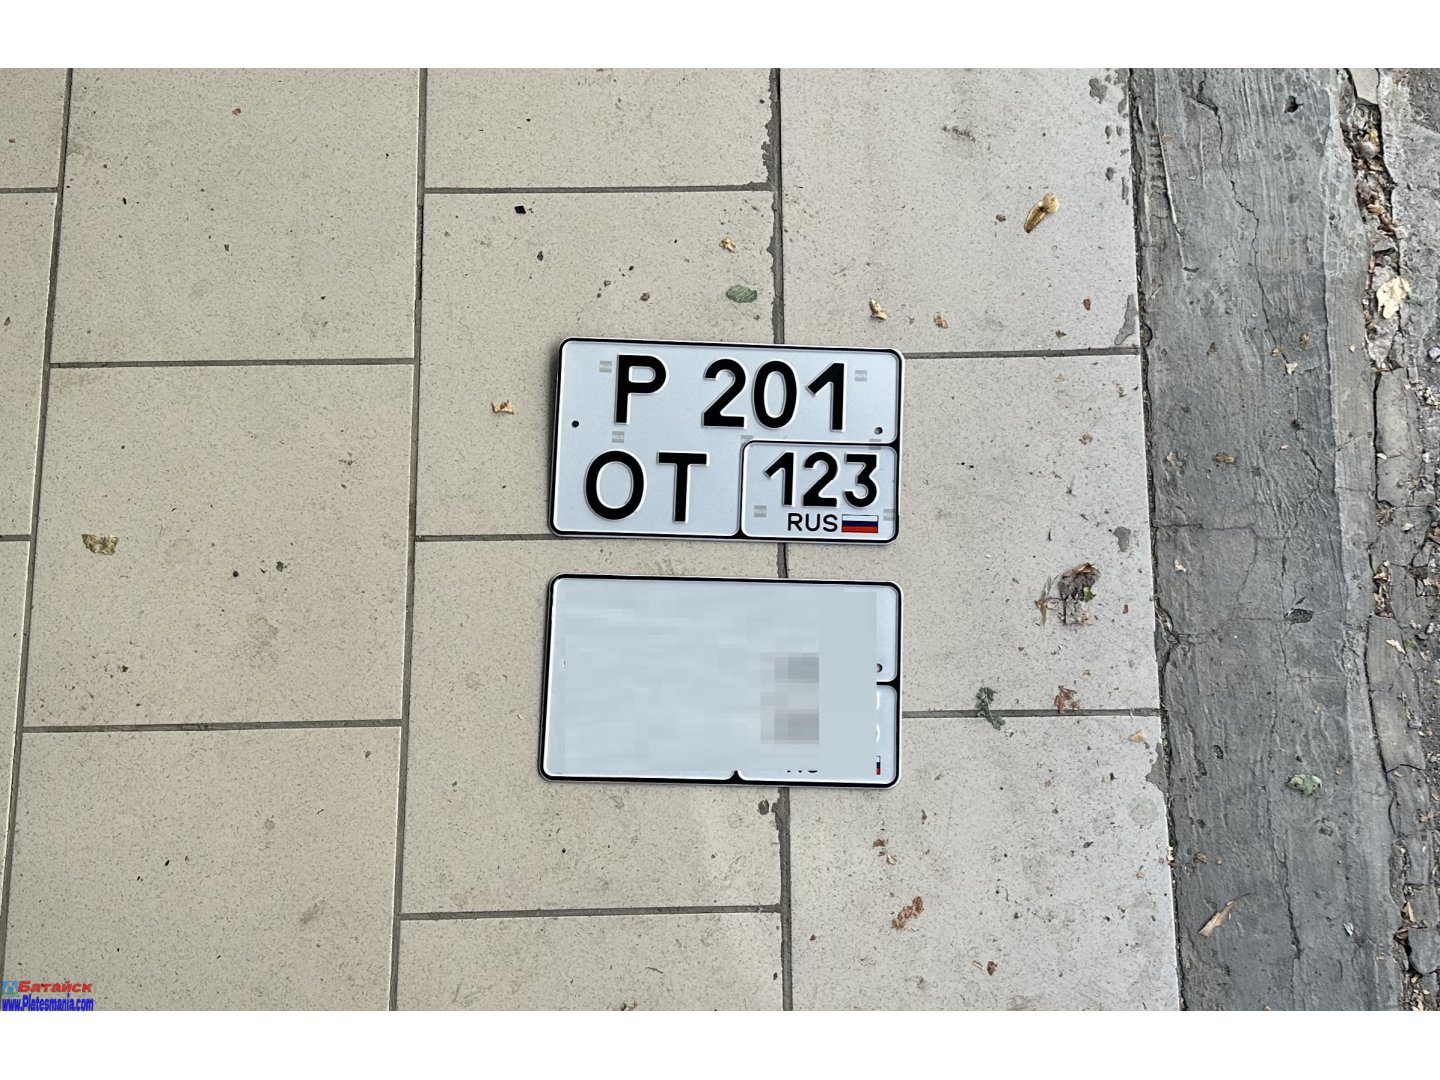 Р 201
ОТ 123
RUS
Батайск
www.Platesmania.com